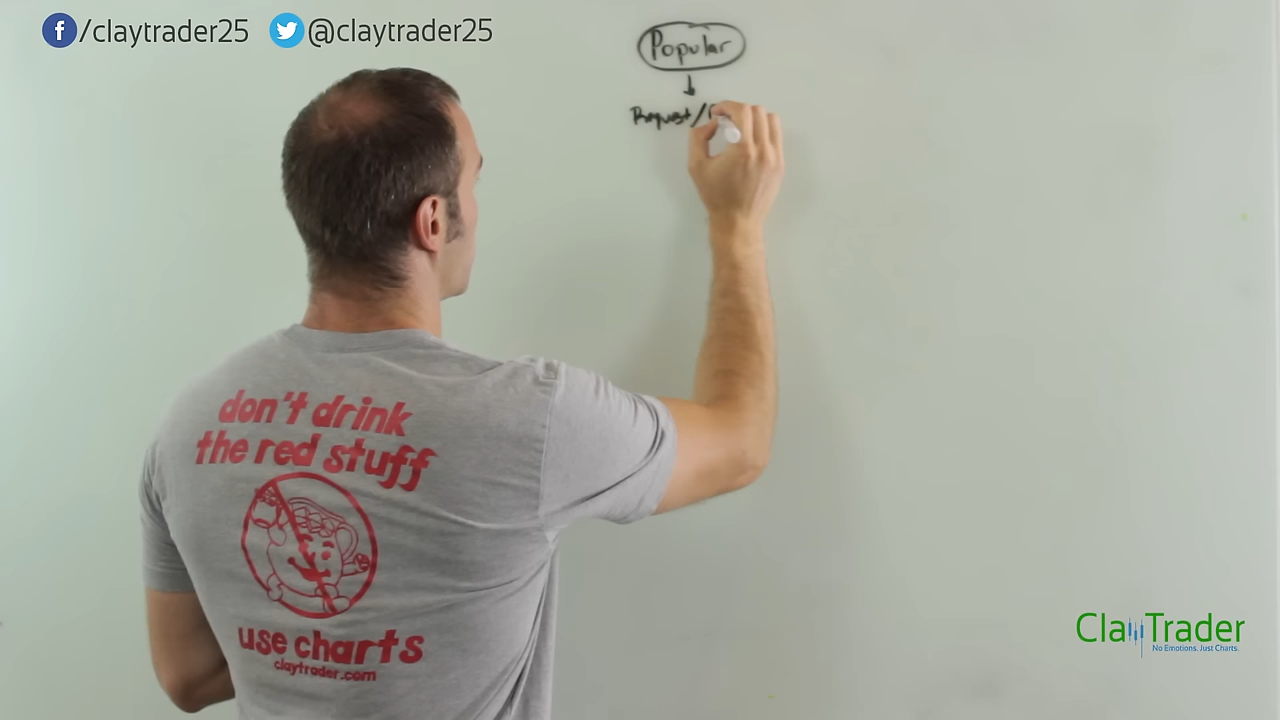 /claytrader25 @claytrader25
Popular
Request/
don't drink
the red stuff
use charts
claytrader.com
ClayTrader
No Emotions. Just Charts.